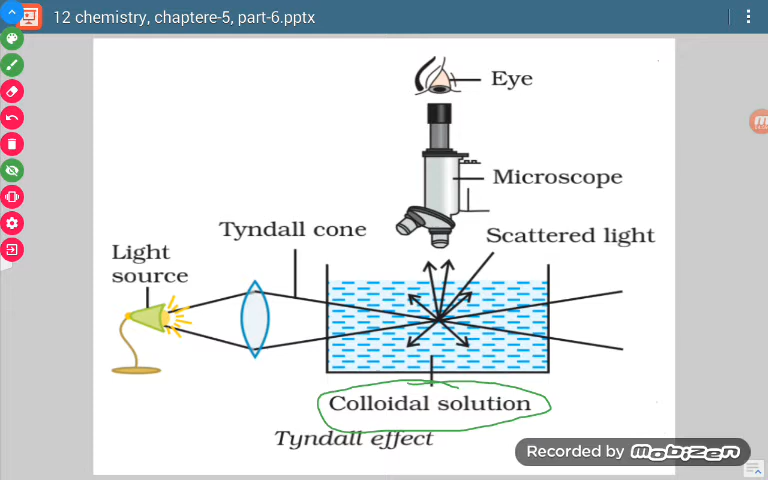 12 chemistry, chaptere-5, part-6.pptx
Eye
Microscope
Tyndall cone
Scattered light
Light
source
Colloidal solution
Tyndall effect
Recorded by mobizen